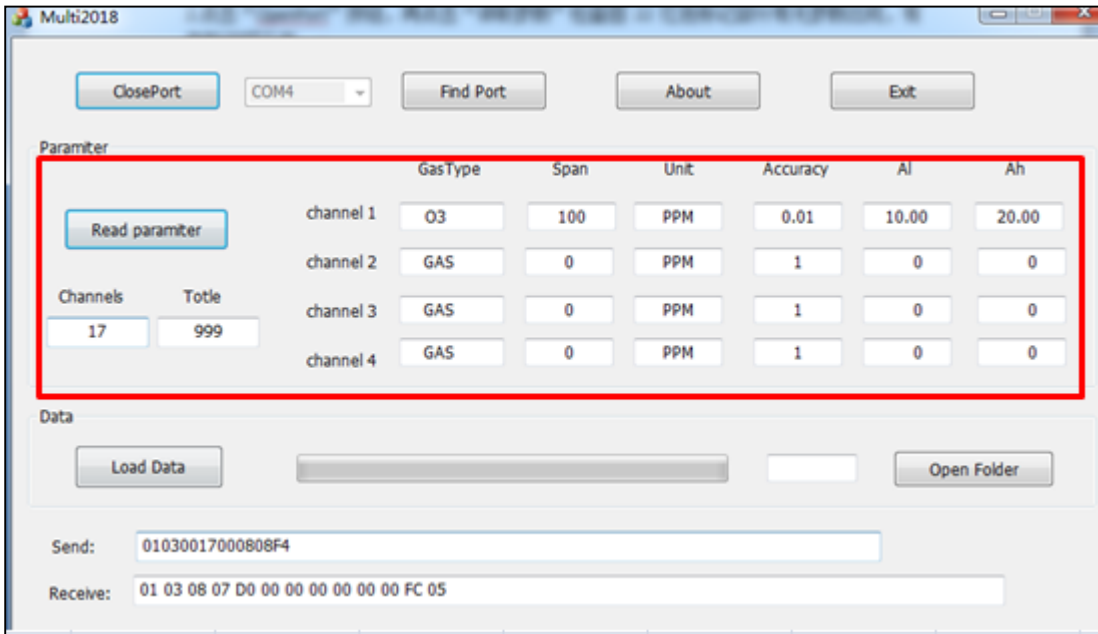 Multi2018
ClosePort COM4 Find Port About Exit
Paramiter
GasType Span Unit Accuracy Al Ah
channel 1 O3 100 PPM 0.01 10.00 20.00
Read paramiter
channel 2 GAS 0 PPM 1 0 0
Channels Totle
channel 3 GAS 0 PPM 1 0 0
17 999
channel 4 GAS 0 PPM 1 0 0
Data
Load Data Open Folder
Send: 01030017000808F4
Receive: 01 03 08 07 D0 00 00 00 00 00 00 FC 05